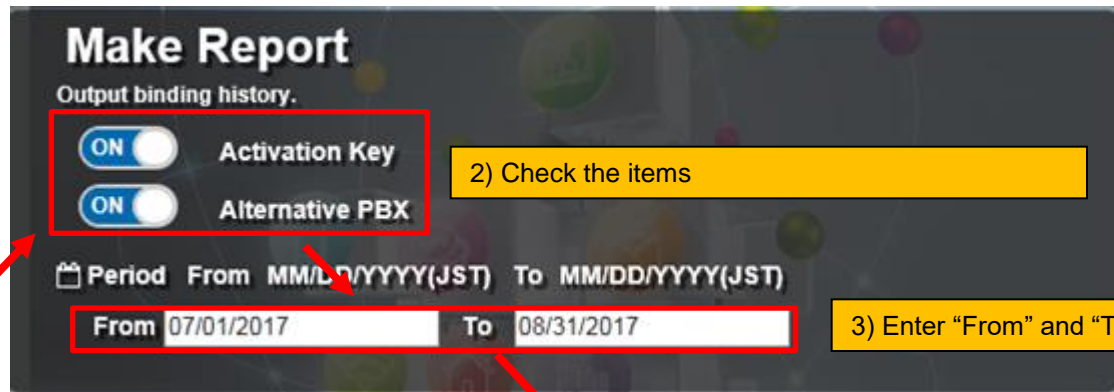 Make Report
Output binding history.
ON Activation Key
2) Check the items
ON Alternative PBX
Period From MM/DD/YYYY(JST) To MM/DD/YYYY(JST)
From 07/01/2017 To 08/31/2017
3) Enter “From” and “T